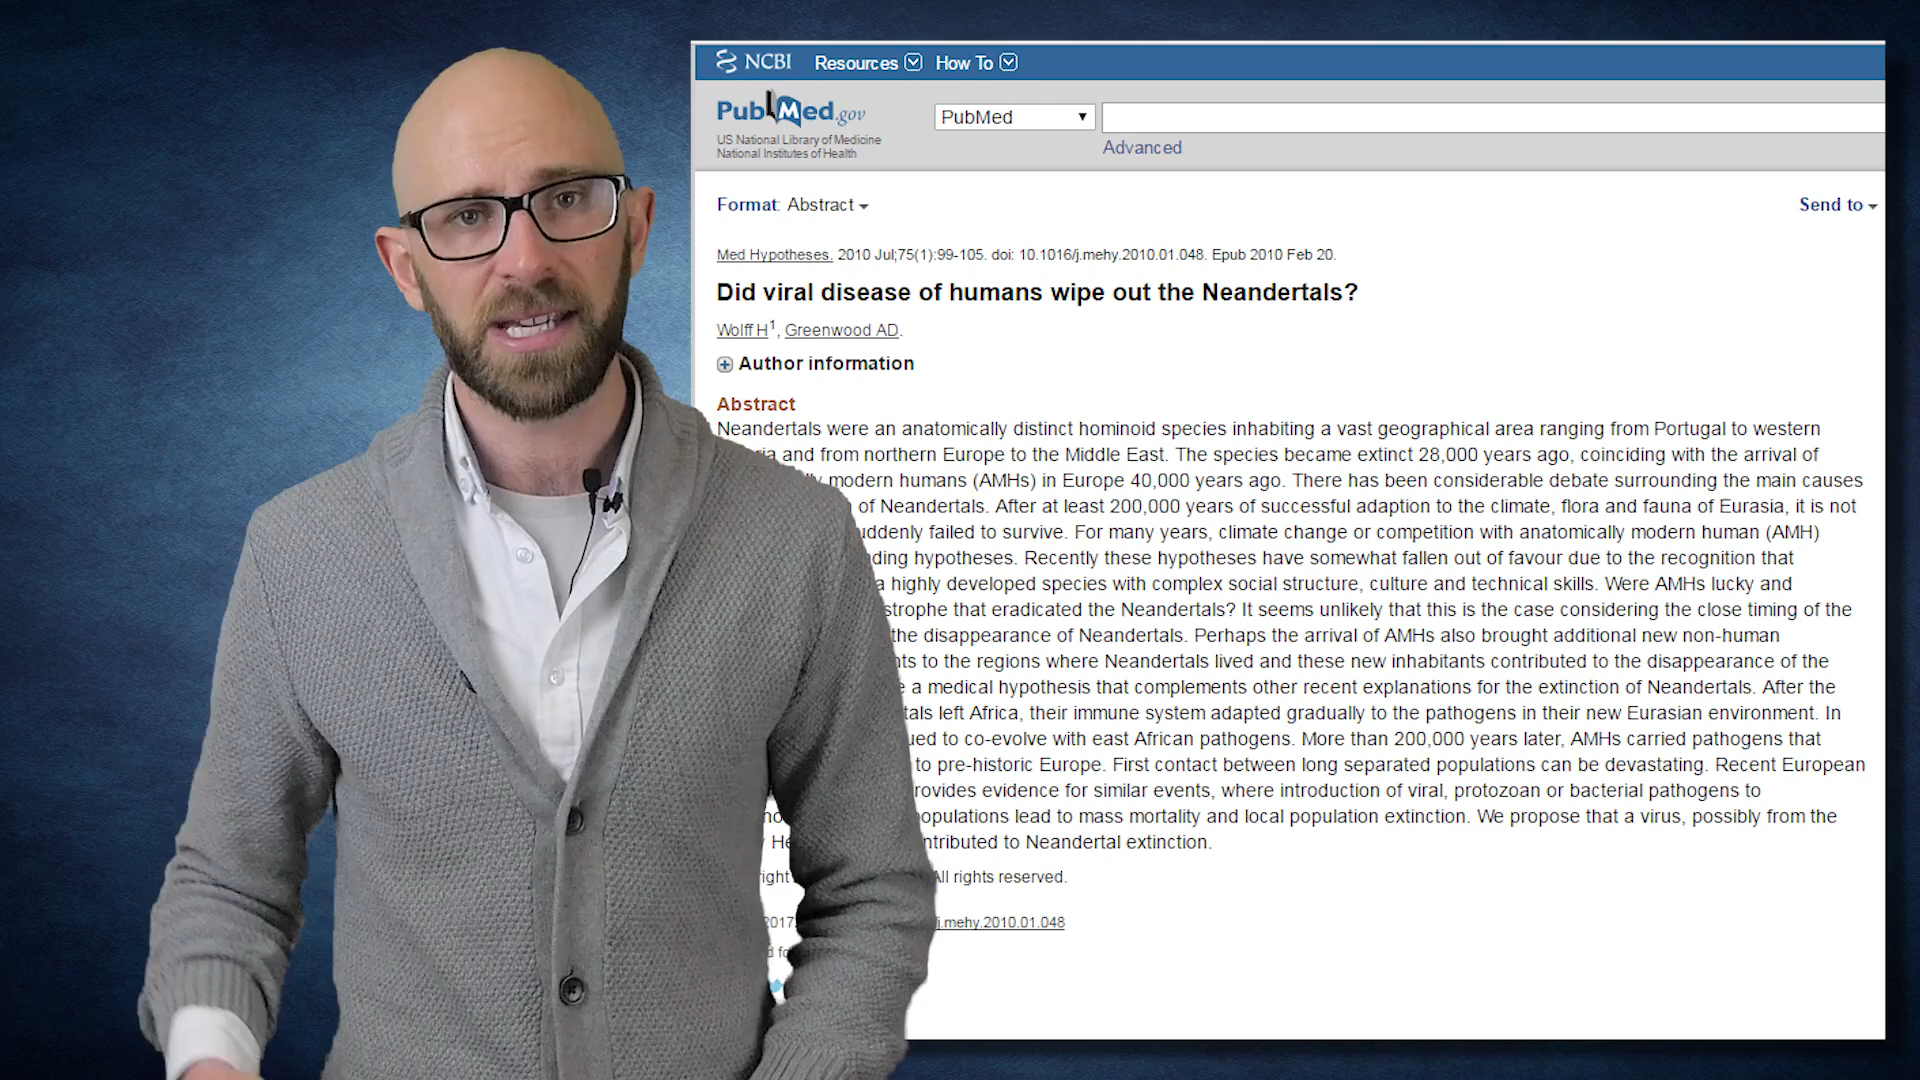 NCBI Resources How To
PubMed.gov
US National Library of Medicine
National Institutes of Health
PubMed
Advanced
Format: Abstract
Send to
Med Hypotheses. 2010 Jul;75(1):99-105. doi: 10.1016/j.mehy.2010.01.048. Epub 2010 Feb 20.
Did viral disease of humans wipe out the Neandertals?
Wolff H1, Greenwood AD.
Author information
Abstract
Neandertals were an anatomically distinct hominoid species inhabiting a vast geographical area ranging from Portugal to western
and from northern Europe to the Middle East. The species became extinct 28,000 years ago, coinciding with the arrival of
modern humans (AMHs) in Europe 40,000 years ago. There has been considerable debate surrounding the main causes
of Neandertals. After at least 200,000 years of successful adaption to the climate, flora and fauna of Eurasia, it is not
failed to survive. For many years, climate change or competition with anatomically modern human (AMH)
hypotheses. Recently these hypotheses have somewhat fallen out of favour due to the recognition that
a highly developed species with complex social structure, culture and technical skills. Were AMHs lucky and
that eradicated the Neandertals? It seems unlikely that this is the case considering the close timing of the
the disappearance of Neandertals. Perhaps the arrival of AMHs also brought additional new non-human
to the regions where Neandertals lived and these new inhabitants contributed to the disappearance of the
a medical hypothesis that complements other recent explanations for the extinction of Neandertals. After the
left Africa, their immune system adapted gradually to the pathogens in their new Eurasian environment. In
to co-evolve with east African pathogens. More than 200,000 years later, AMHs carried pathogens that
to pre-historic Europe. First contact between long separated populations can be devastating. Recent European
evidence for similar events, where introduction of viral, protozoan or bacterial pathogens to
populations lead to mass mortality and local population extinction. We propose that a virus, possibly from the
to Neandertal extinction.
All rights reserved.
j.mehy.2010.01.048